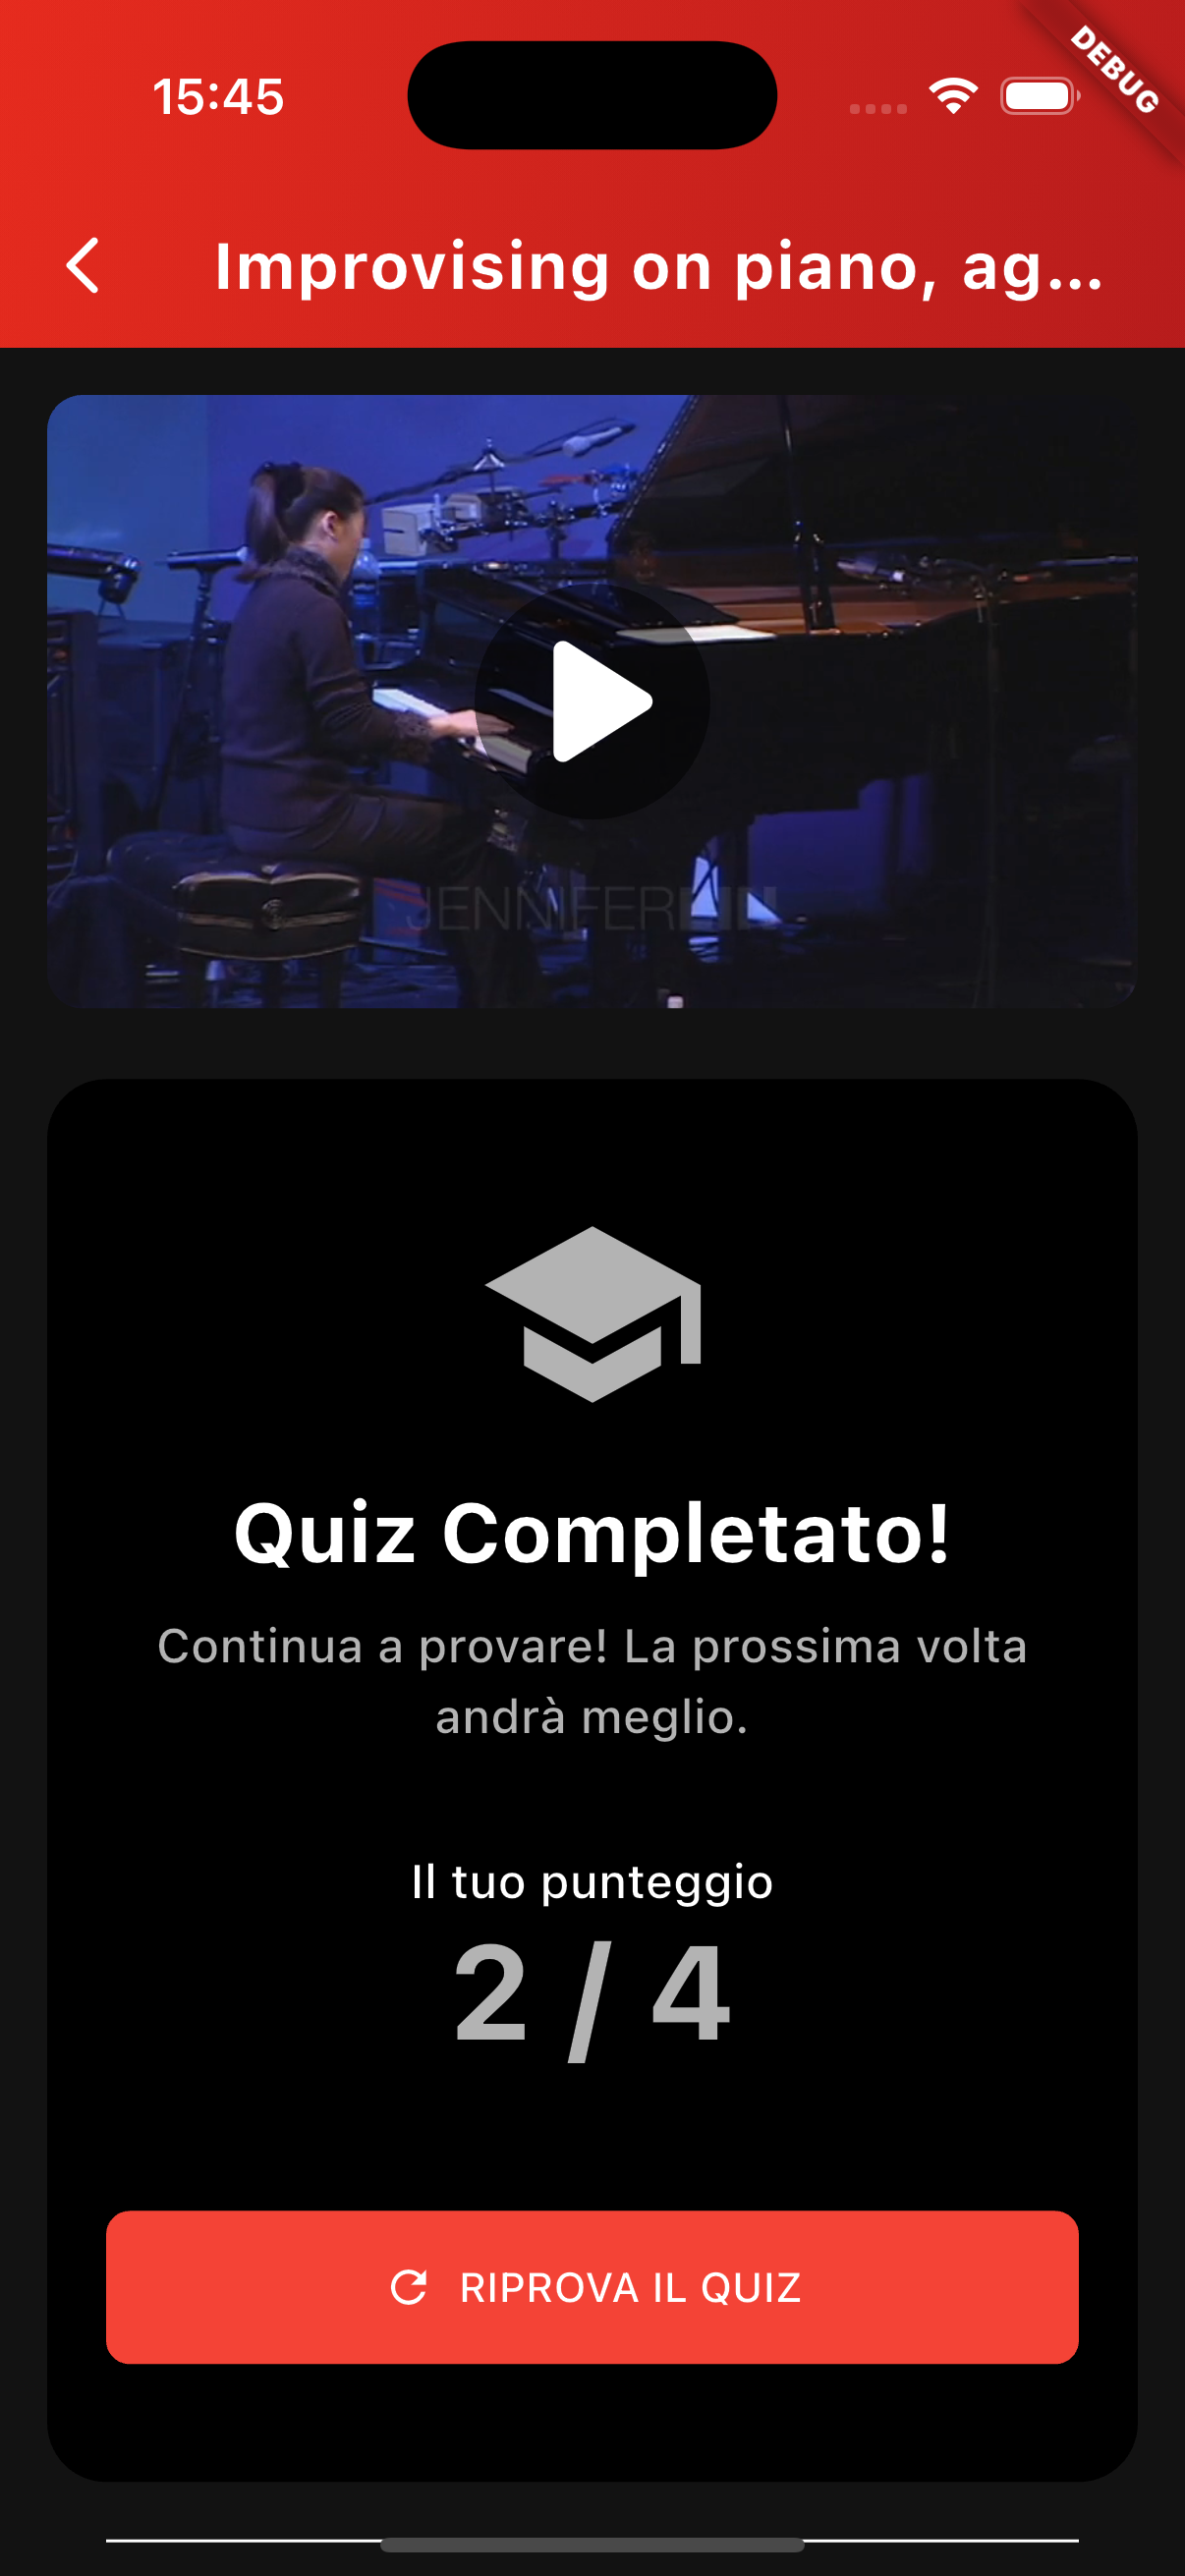 15:45
DEBUG
Improvising on piano, ag...
JENNIFER LIN
Quiz Completato!
Continua a provare! La prossima volta
andrà meglio.
Il tuo punteggio
2 / 4
RIPROVA IL QUIZ